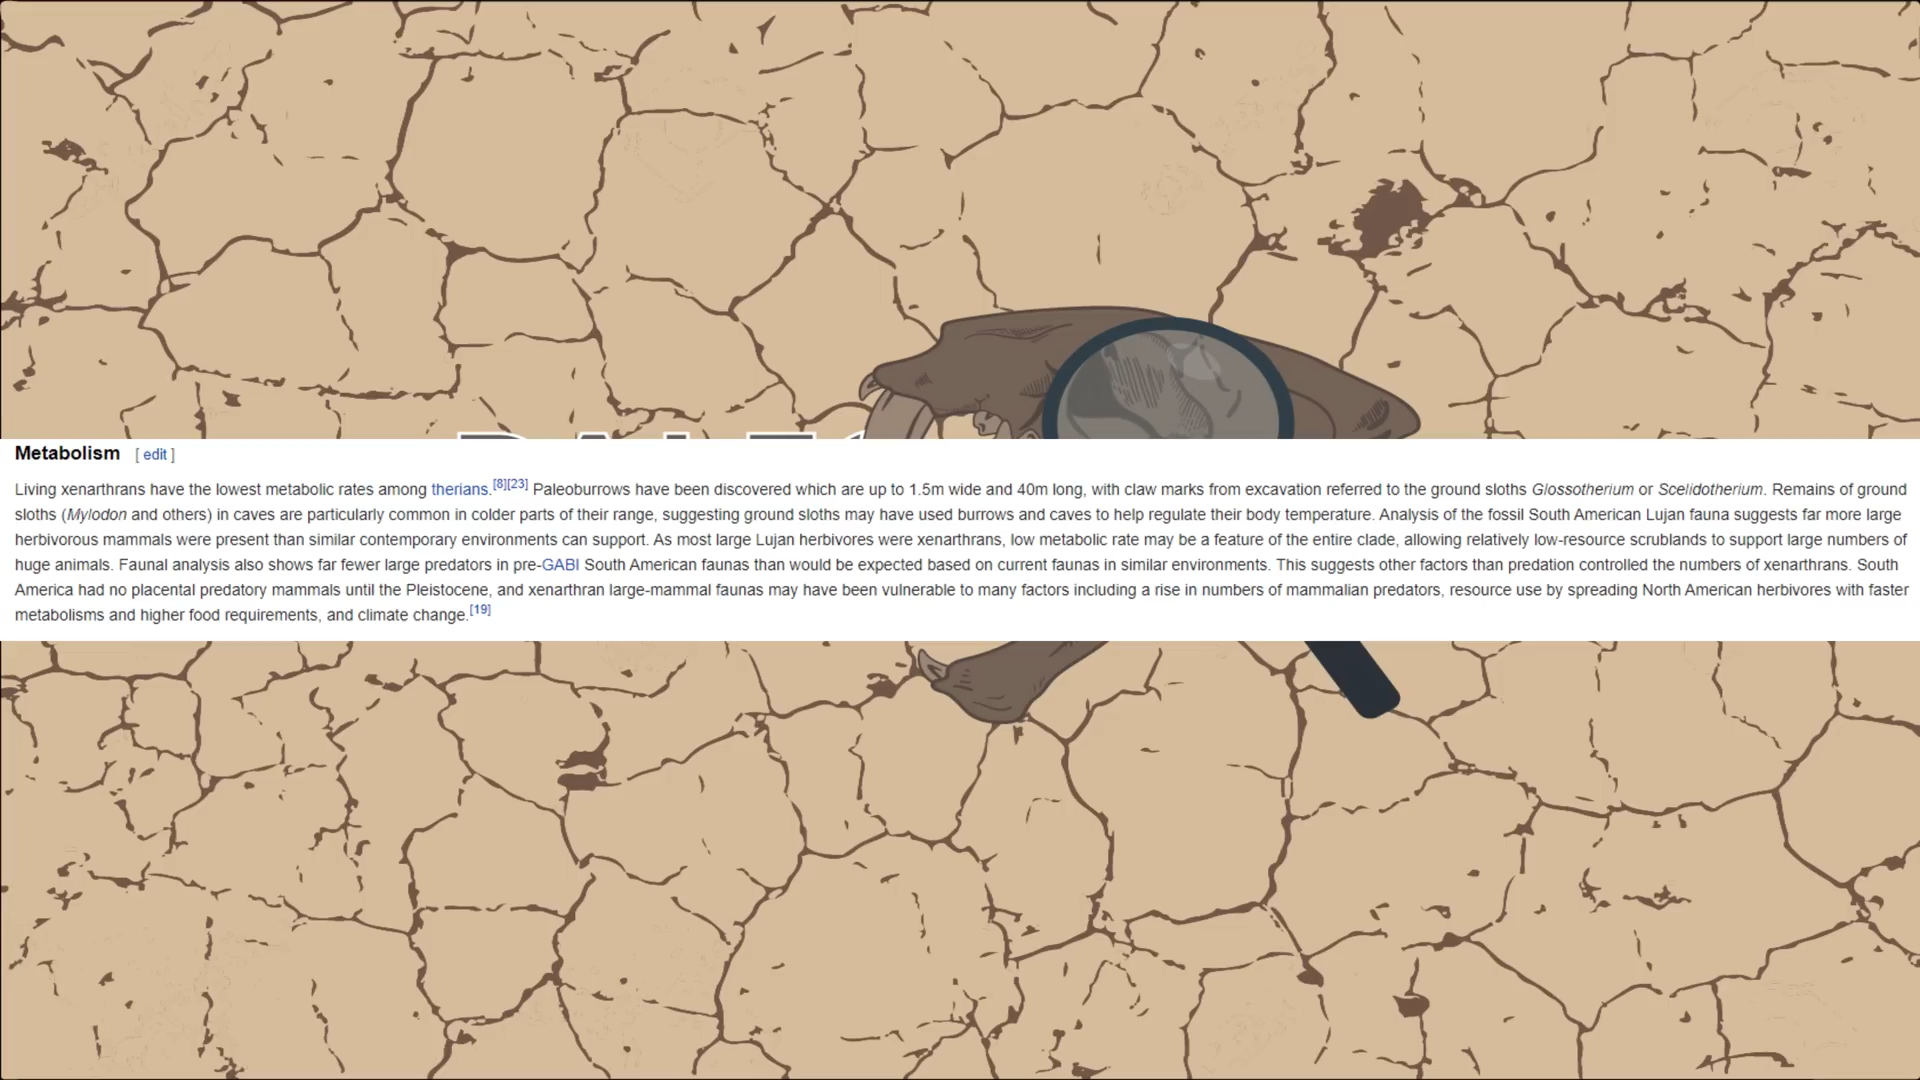 Metabolism [ edit ]
Living xenarthrans have the lowest metabolic rates among therians.[8][23] Paleoburrows have been discovered which are up to 1.5m wide and 40m long, with claw marks from excavation referred to the ground sloths Glossotherium or Scelidotherium. Remains of ground
sloths (Mylodon and others) in caves are particularly common in colder parts of their range, suggesting ground sloths may have used burrows and caves to help regulate their body temperature. Analysis of the fossil South American Lujan fauna suggests far more large
herbivorous mammals were present than similar contemporary environments can support. As most large Lujan herbivores were xenarthrans, low metabolic rate may be a feature of the entire clade, allowing relatively low-resource scrublands to support large numbers of
huge animals. Faunal analysis also shows far fewer large predators in pre-GABI South American faunas than would be expected based on current faunas in similar environments. This suggests other factors than predation controlled the numbers of xenarthrans. South
America had no placental predatory mammals until the Pleistocene, and xenarthran large-mammal faunas may have been vulnerable to many factors including a rise in numbers of mammalian predators, resource use by spreading North American herbivores with faster
metabolisms and higher food requirements, and climate change.[19]